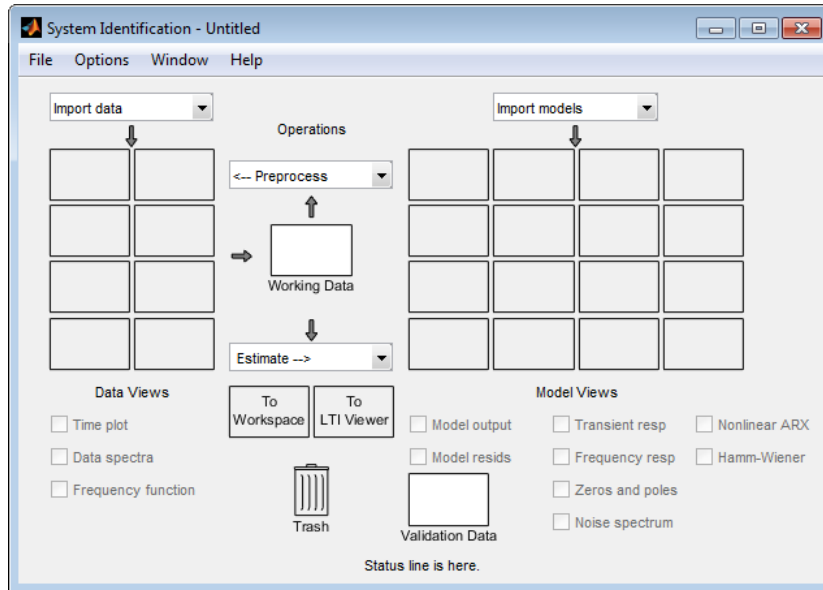 System Identification - Untitled
File Options Window Help
Import data
Import models
Operations
<-- Preprocess
Working Data
Estimate -->
Data Views
To
Workspace
To
LTI Viewer
Model Views
Time plot
Data spectra
Frequency function
Trash
Model output
Model resids
Transient resp
Frequency resp
Zeros and poles
Noise spectrum
Nonlinear ARX
Hamm-Wiener
Validation Data
Status line is here.